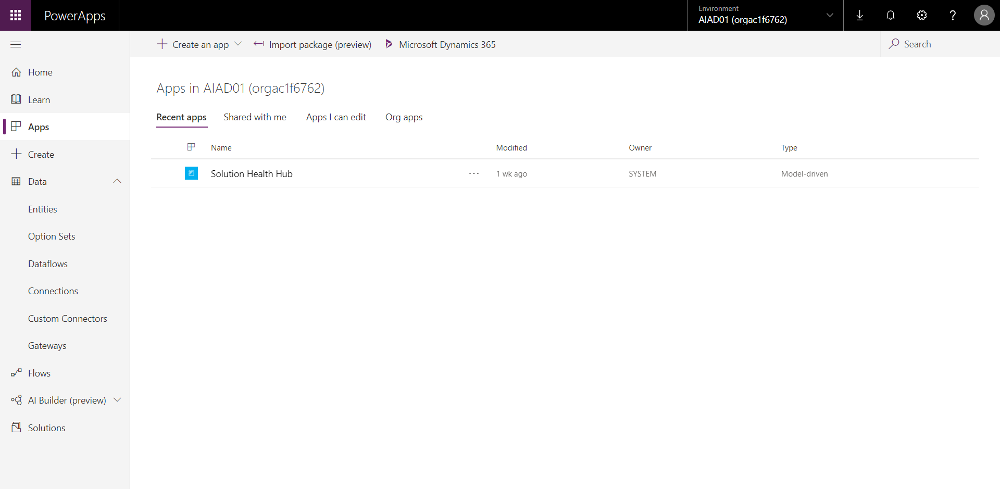 PowerApps
Environment
AIAD01 (orgac1f6762)
Create an app
Import package (preview)
Microsoft Dynamics 365
Search
Home
Learn
Apps
Create
Data
Entities
Option Sets
Dataflows
Connections
Custom Connectors
Gateways
Flows
AI Builder (preview)
Solutions
Apps in AIAD01 (orgac1f6762)
Recent apps Shared with me Apps I can edit Org apps
Name Modified Owner Type
Solution Health Hub ... 1 wk ago SYSTEM Model-driven